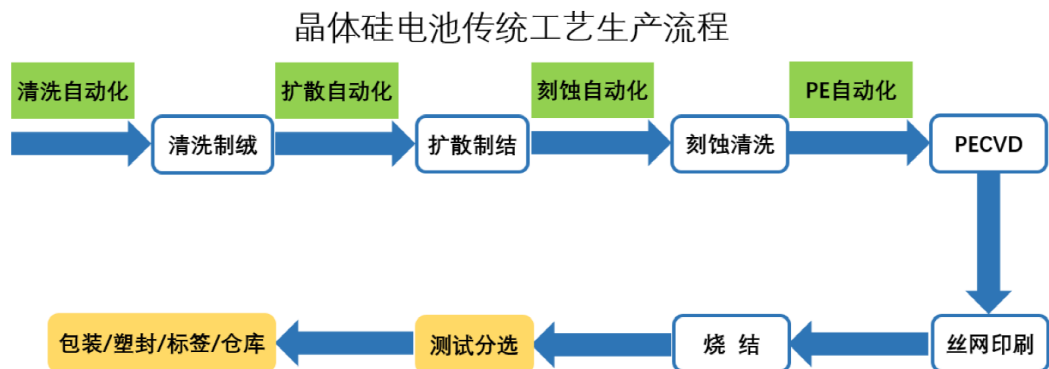 晶体硅电池传统工艺生产流程
清洗自动化
扩散自动化
刻蚀自动化
PE自动化
清洗制绒
扩散制结
刻蚀清洗
PECVD
包装/塑封/标签/仓库
测试分选
烧 结
丝网印刷